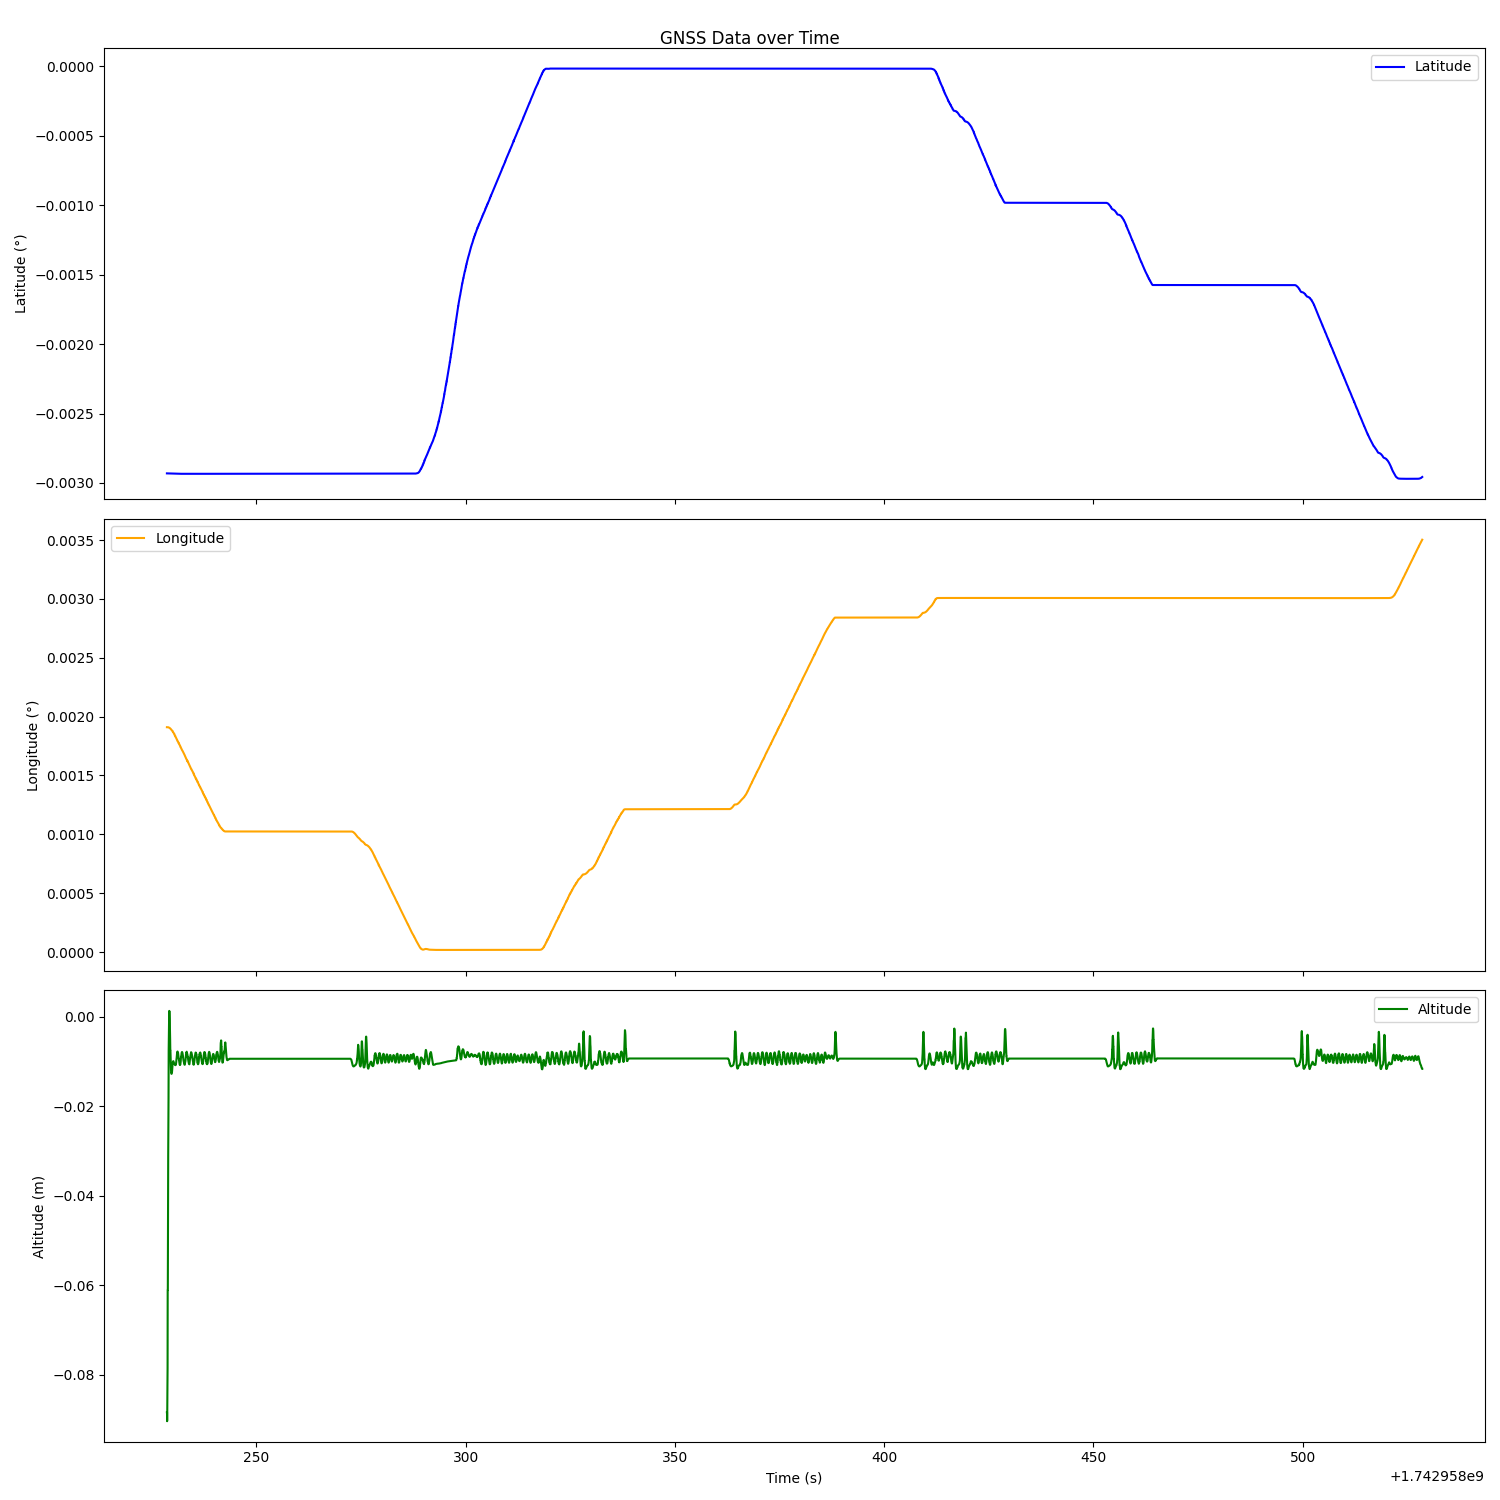 GNSS Data over Time
Latitude
0.0000
−0.0005
−0.0010
−0.0015
−0.0020
−0.0025
−0.0030
Latitude (°)
Longitude
0.0035
0.0030
0.0025
0.0020
0.0015
0.0010
0.0005
0.0000
Longitude (°)
Altitude
0.00
−0.02
−0.04
−0.06
−0.08
Altitude (m)
250 300 350 400 450 500
Time (s)
+1.742958e9